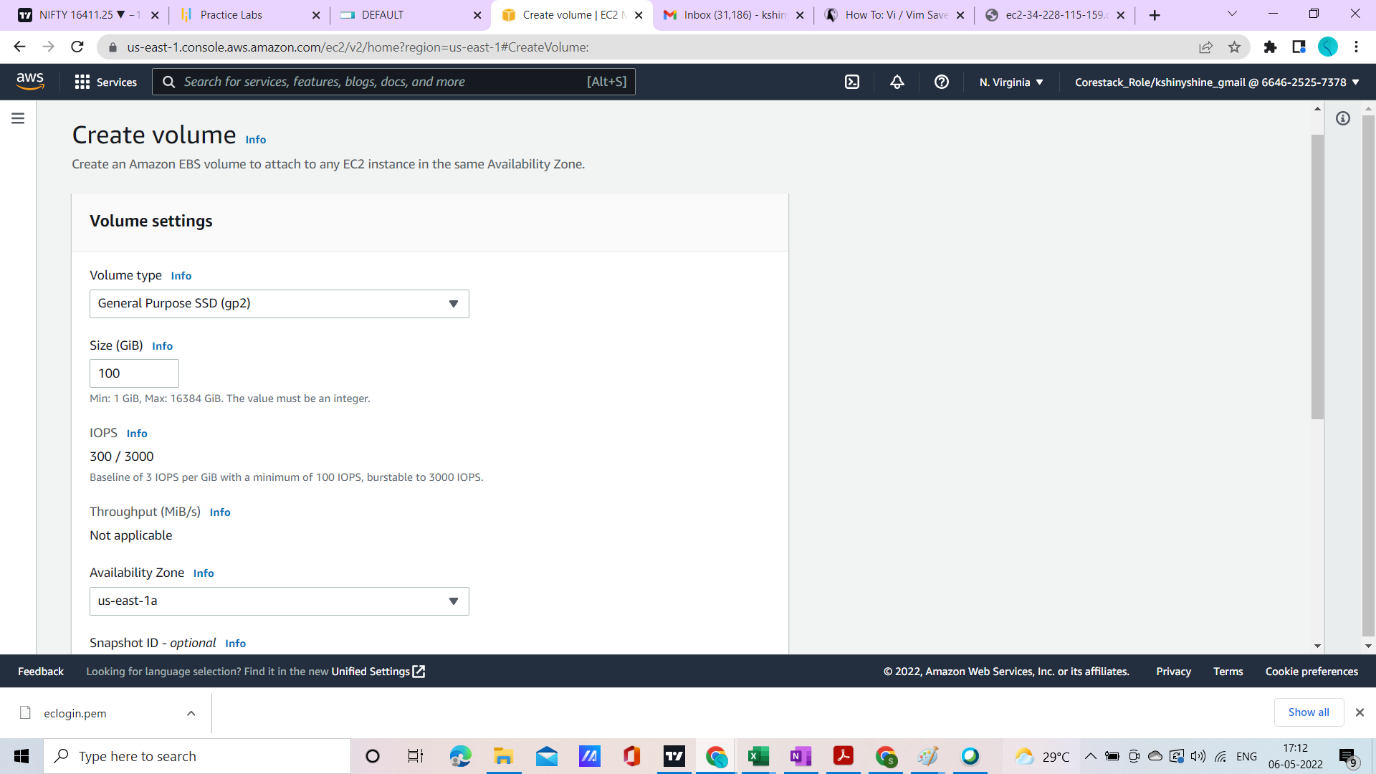 NIFTY 16411.25 ▼ −1
Practice Labs
DEFAULT
Create volume | EC2 M
Inbox (31,186) - kshin
How To: Vi / Vim Save
ec2-34-228-115-159.c
us-east-1.console.aws.amazon.com/ec2/v2/home?region=us-east-1#CreateVolume:
aws
Services
Search for services, features, blogs, docs, and more
[Alt+S]
N. Virginia ▼
Corestack_Role/kshinyshine_gmail @ 6646-2525-7378 ▼
Create volume Info
Create an Amazon EBS volume to attach to any EC2 instance in the same Availability Zone.
Volume settings
Volume type Info
General Purpose SSD (gp2)
Size (GiB) Info
100
Min: 1 GiB, Max: 16384 GiB. The value must be an integer.
IOPS Info
300 / 3000
Baseline of 3 IOPS per GiB with a minimum of 100 IOPS, burstable to 3000 IOPS.
Throughput (MiB/s) Info
Not applicable
Availability Zone Info
us-east-1a
Snapshot ID - optional Info
Feedback
Looking for language selection? Find it in the new Unified Settings
© 2022, Amazon Web Services, Inc. or its affiliates.
Privacy
Terms
Cookie preferences
eclogin.pem
Show all
Type here to search
29°C
ENG
17:12
06-05-2022
9